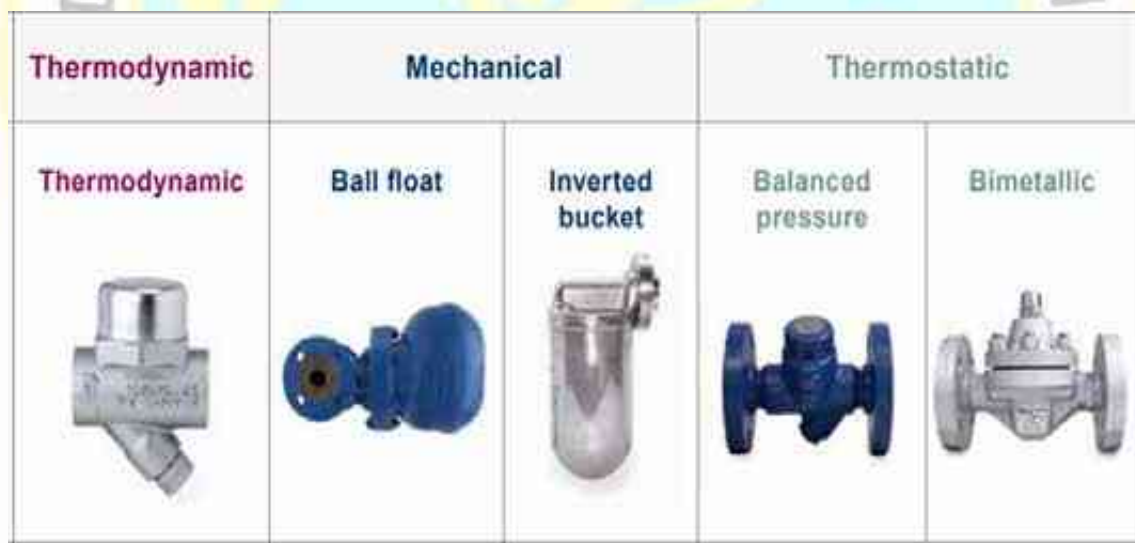 Thermodynamic
Mechanical
Thermostatic
Thermodynamic
Ball float
Inverted
bucket
Balanced
pressure
Bimetallic